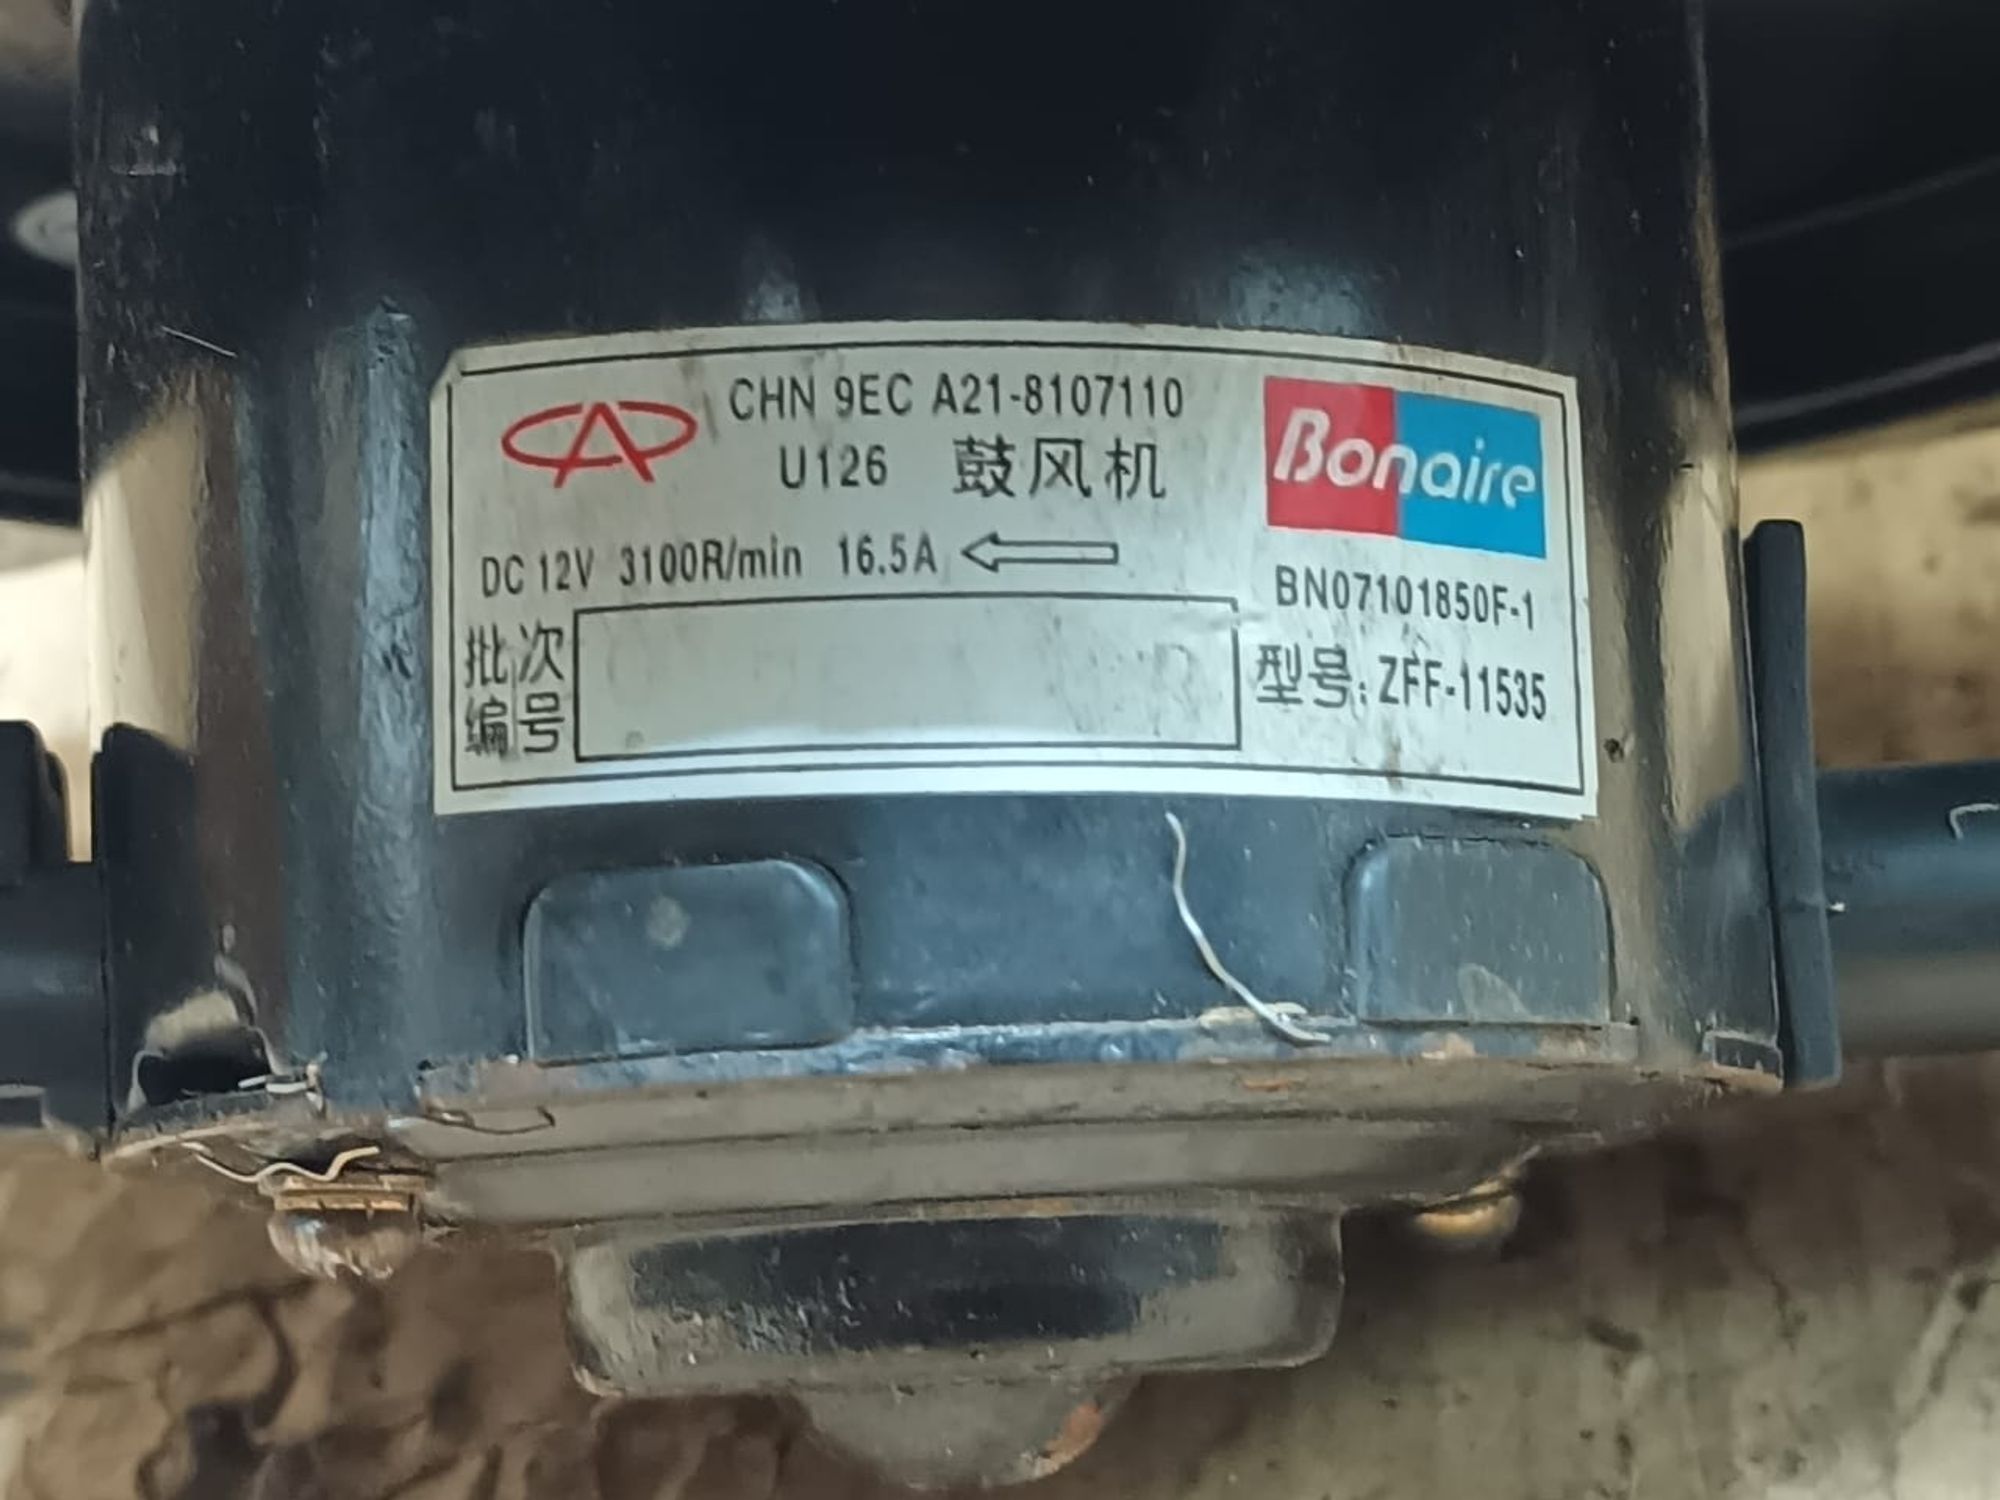 CHN 9EC A21-8107110
U126 鼓风机
DC 12V 3100R/min 16.5A
批次
编号
Bonaire
BN07101850F-1
型号: ZFF-11535